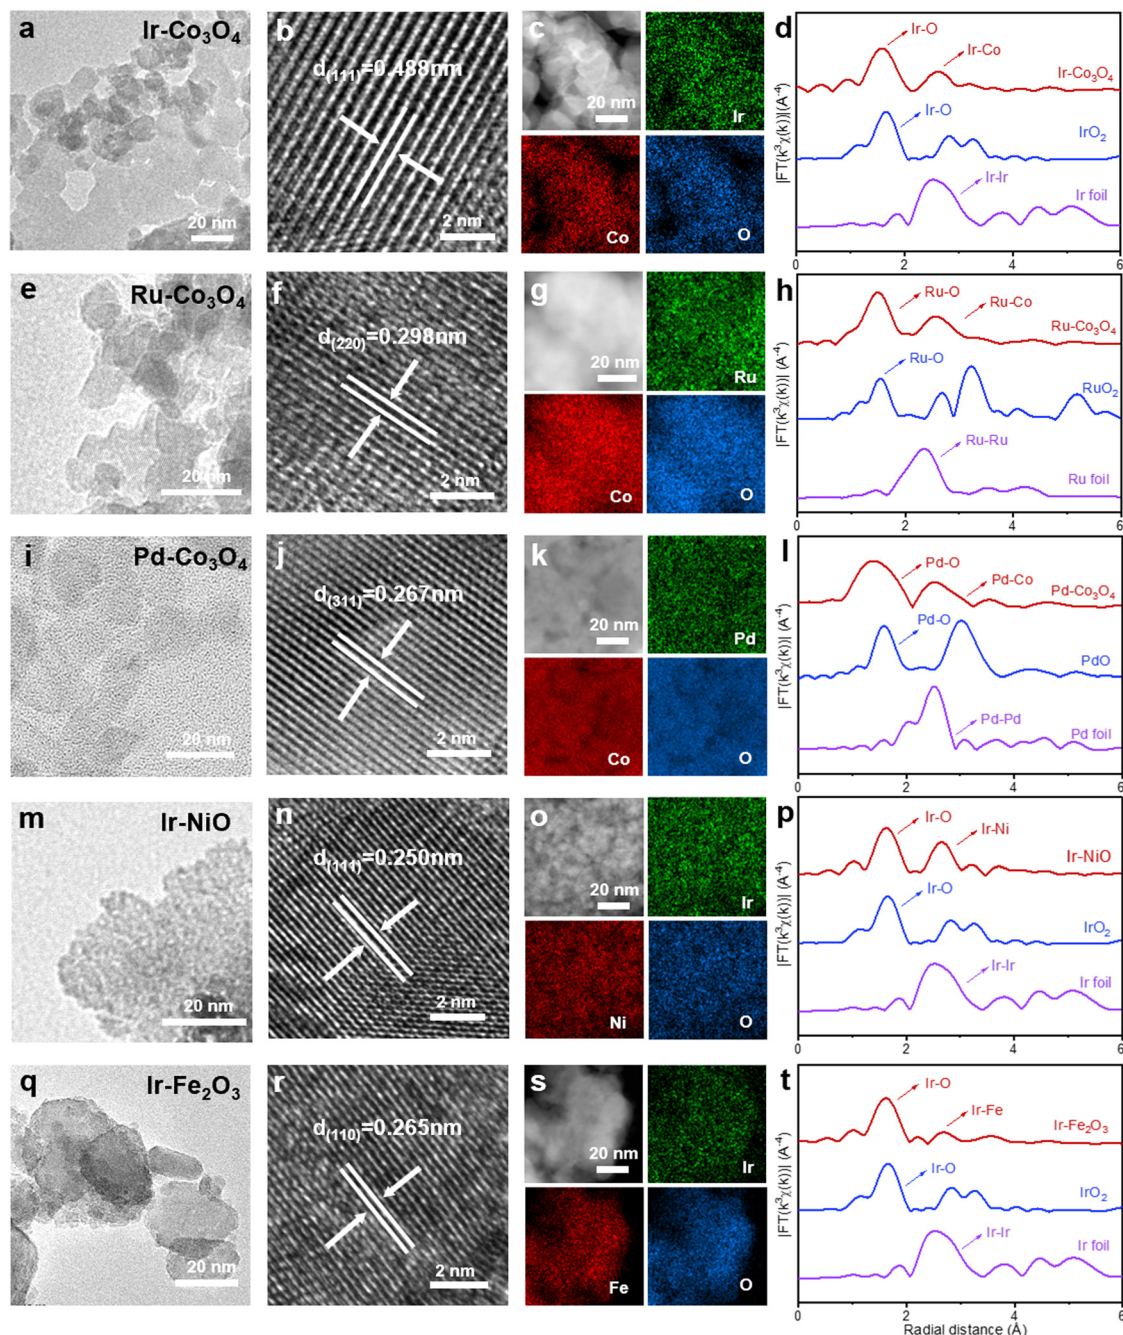 a Ir-Co₃O₄
20 nm
b
d₍₁₁₁₎=0.488nm
2 nm
c
20 nm
Ir
Co
O
d
Ir-O
Ir-Co
Ir-Co₃O₄
Ir-O
IrO₂
Ir-Ir
Ir foil
|FT(k³χ(k))|(A⁻⁴)
0 2 4 6
e Ru-Co₃O₄
20 nm
f
d₍₂₂₀₎=0.298nm
2 nm
g
20 nm
Ru
Co
O
h
Ru-O
Ru-Co
Ru-Co₃O₄
Ru-O
RuO₂
Ru-Ru
Ru foil
|FT(k³χ(k))| (A⁻⁴)
0 2 4 6
i Pd-Co₃O₄
20 nm
j
d₍₃₁₁₎=0.267nm
2 nm
k
20 nm
Pd
Co
O
l
Pd-O
Pd-Co
Pd-Co₃O₄
Pd-O
PdO
Pd-Pd
Pd foil
|FT(k³χ(k))| (A⁻⁴)
0 2 4 6
m Ir-NiO
20 nm
n
d₍₁₁₁₎=0.250nm
2 nm
o
20 nm
Ir
Ni
O
p
Ir-O
Ir-Ni
Ir-NiO
Ir-O
IrO₂
Ir-Ir
Ir foil
|FT(k³χ(k))| (A⁻⁴)
0 2 4 6
q Ir-Fe₂O₃
20 nm
r
d₍₁₁₀₎=0.265nm
2 nm
s
20 nm
Ir
Fe
O
t
Ir-O
Ir-Fe
Ir-Fe₂O₃
Ir-O
IrO₂
Ir-Ir
Ir foil
|FT(k³χ(k))| (A⁻⁴)
0 2 4 6
Radial distance (Å)